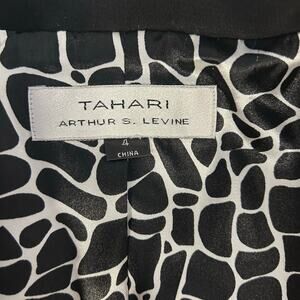 TAHARI
ARTHUR S. LEVINE
4
CHINA